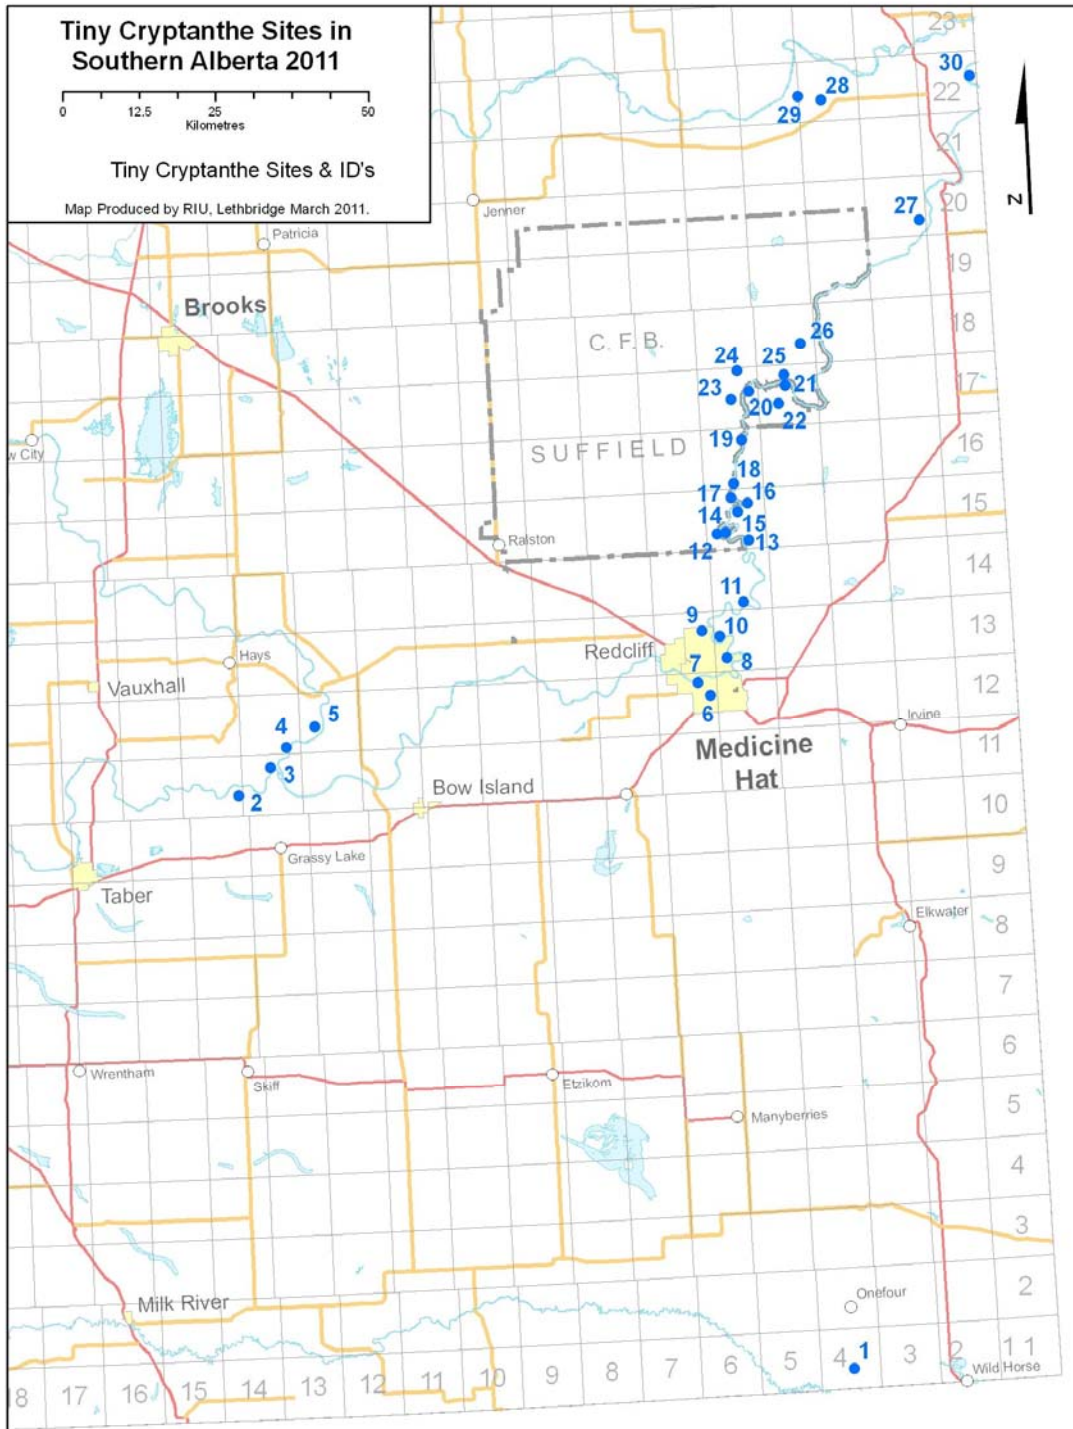 Tiny Cryptanthe Sites in
Southern Alberta 2011
0 12.5 25 50
Kilometres
Tiny Cryptanthe Sites & ID's
Map Produced by RIU, Lethbridge March 2011.
23
30
22
28
29
21
N
20
27
Jenner
Patricia
19
Brooks
18
26
C. F. B.
24
25
17
21
23
20
22
w City
16
19
SUFFIELD
18
17
16
15
14
15
Ralston
12
13
14
11
9
10
13
Redcliff
8
Hays
7
12
Vauxhall
6
5
4
Irvine
11
Medicine
Hat
3
Bow Island
2
10
Grassy Lake
9
Taber
Elkwater
8
7
6
Wrentham
Skiff
Etzikom
5
Manyberries
4
3
2
Onefour
Milk River
1
18 17 16 15 14 13 12 11 10 9 8 7 6 5 4 3 2 1 1
Wild Horse